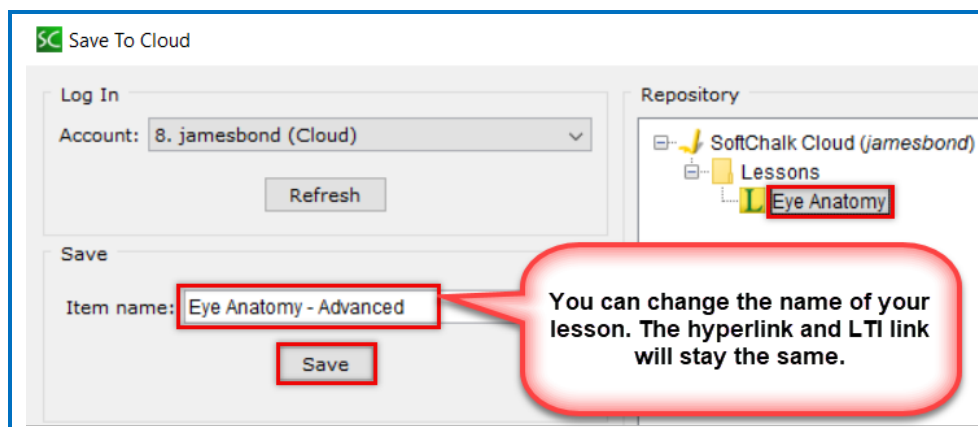 SC Save To Cloud
Log In
Account: 8. jamesbond (Cloud)
Refresh
Save
Item name: Eye Anatomy - Advanced
Save
Repository
SoftChalk Cloud (jamesbond)
Lessons
L Eye Anatomy
You can change the name of your
lesson. The hyperlink and LTI link
will stay the same.